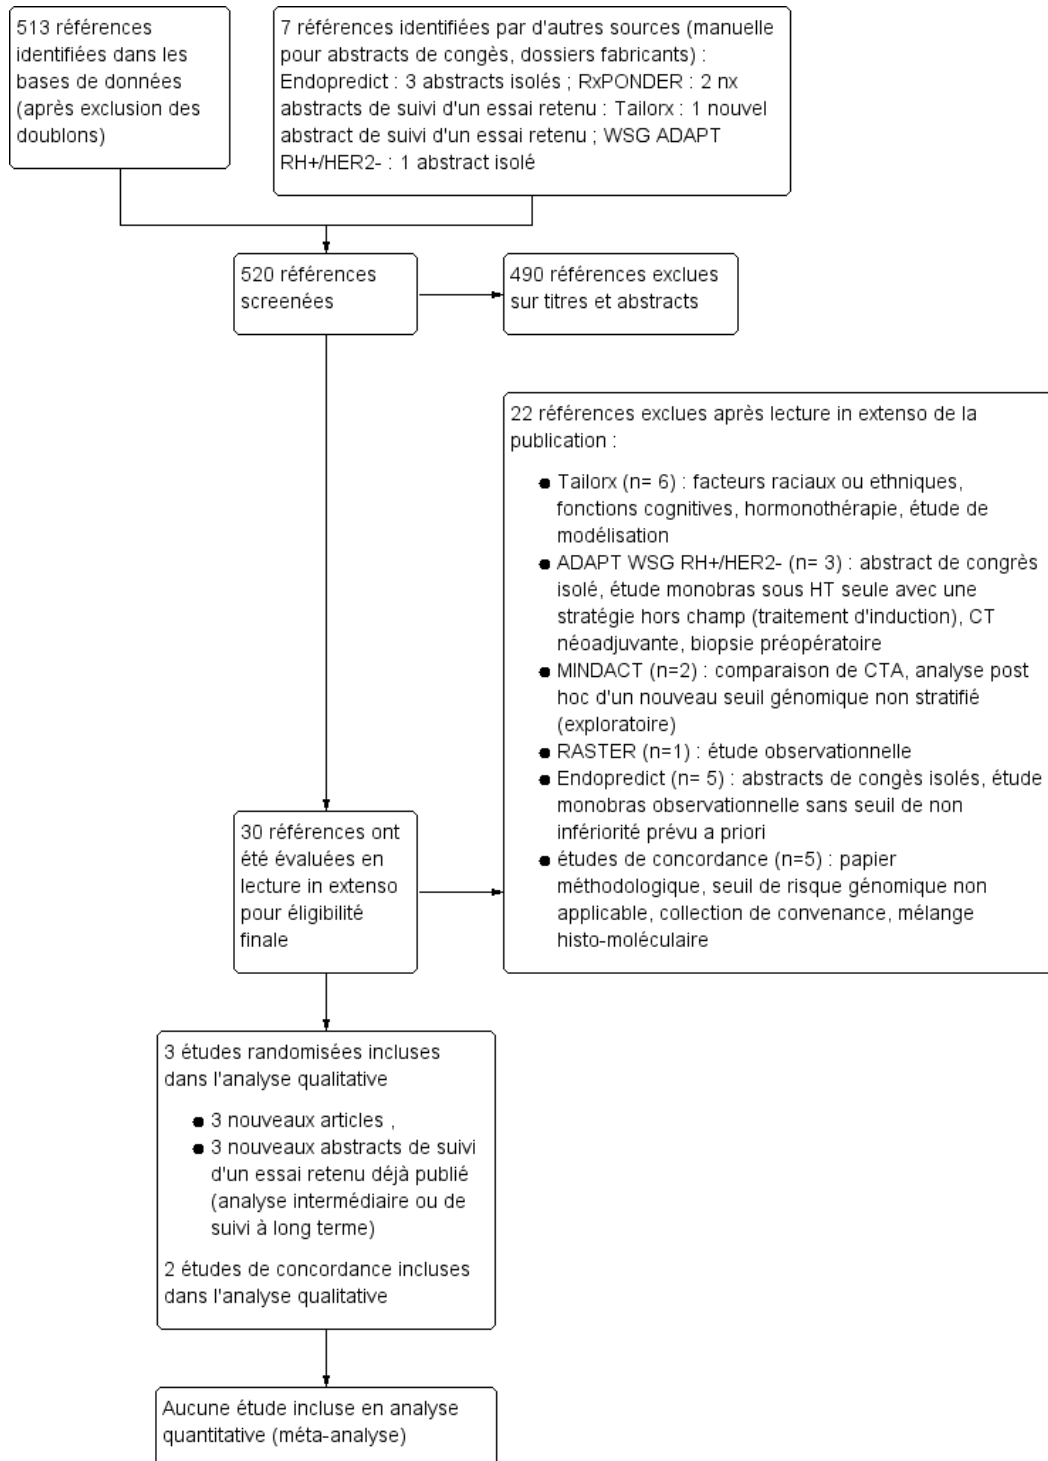 513 références
identifiées dans les
bases de données
(après exclusion des
doublons)
7 références identifiées par d'autres sources (manuelle
pour abstracts de congès, dossiers fabricants) :
Endopredict : 3 abstracts isolés ; RxPONDER : 2 nx
abstracts de suivi d'un essai retenu : Tailorx : 1 nouvel
abstract de suivi d'un essai retenu ; WSG ADAPT
RH+/HER2- : 1 abstract isolé
520 références
screenées
490 références exclues
sur titres et abstracts
22 références exclues après lecture in extenso de la
publication :
● Tailorx (n= 6) : facteurs raciaux ou ethniques,
fonctions cognitives, hormonothérapie, étude de
modélisation
● ADAPT WSG RH+/HER2- (n= 3) : abstract de congrès
isolé, étude monobras sous HT seule avec une
stratégie hors champ (traitement d'induction), CT
néoadjuvante, biopsie préopératoire
● MINDACT (n=2) : comparaison de CTA, analyse post
hoc d'un nouveau seuil génomique non stratifié
(exploratoire)
● RASTER (n=1) : étude observationnelle
● Endopredict (n= 5) : abstracts de congès isolés, étude
monobras observationnelle sans seuil de non
infériorité prévu a priori
● études de concordance (n=5) : papier
méthodologique, seuil de risque génomique non
applicable, collection de convenance, mélange
histo-moléculaire
30 références ont
été évaluées en
lecture in extenso
pour éligibilité
finale
3 études randomisées incluses
dans l'analyse qualitative
● 3 nouveaux articles ,
● 3 nouveaux abstracts de suivi
d'un essai retenu déjà publié
(analyse intermédiaire ou de
suivi à long terme)
2 études de concordance incluses
dans l'analyse qualitative
Aucune étude incluse en analyse
quantitative (méta-analyse)